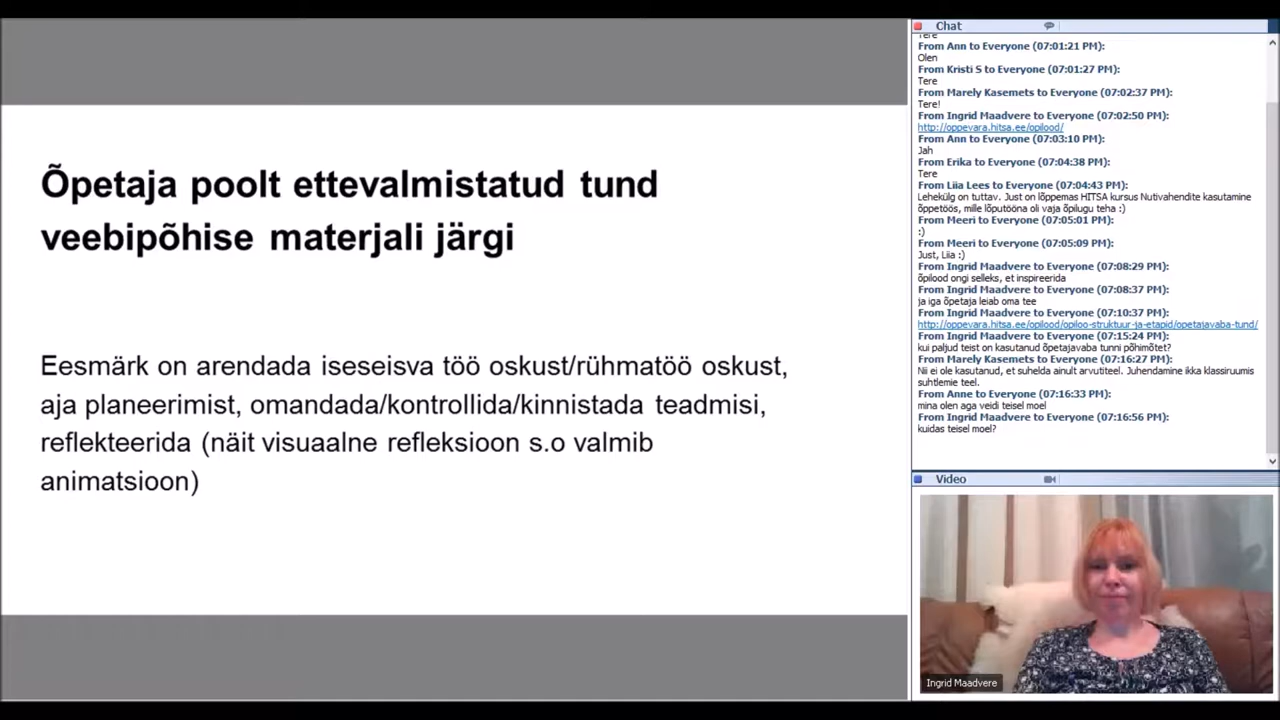 Õpetaja poolt ettevalmistatud tund
veebipõhise materjali järgi
Eesmärk on arendada iseseisva töö oskust/rühmatöö oskust,
aja planeerimist, omandada/kontrollida/kinnistada teadmisi,
reflekteerida (näit visuaalne refleksioon s.o valmib
animatsioon)
Chat
Tere
From Ann to Everyone (07:01:21 PM):
Olen
From Kristi S to Everyone (07:01:27 PM):
Tere
From Marely Kasemets to Everyone (07:02:37 PM):
Tere!
From Ingrid Maadvere to Everyone (07:02:50 PM):
http://oppevara.hitsa.ee/opilood/
From Ann to Everyone (07:03:10 PM):
Jah
From Erika to Everyone (07:04:38 PM):
Tere
From Liia Lees to Everyone (07:04:43 PM):
Lehekülg on tuttav. Just on lõppemas HITSA kursus Nutivahendite kasutamine
õppetöös, mille lõputööna oli vaja õpilugu teha :)
From Meeri to Everyone (07:05:01 PM):
:)
From Meeri to Everyone (07:05:09 PM):
Just, Liia :)
From Ingrid Maadvere to Everyone (07:08:29 PM):
õpilood ongi selleks, et inspireerida
From Ingrid Maadvere to Everyone (07:08:37 PM):
ja iga õpetaja leiab oma tee
From Ingrid Maadvere to Everyone (07:10:37 PM):
http://oppevara.hitsa.ee/opilood/opiloo-struktuur-ja-etapid/opetajavaba-tund/
From Ingrid Maadvere to Everyone (07:15:24 PM):
kui paljud teist on kasutanud õpetajavaba tunni põhimõtet?
From Marely Kasemets to Everyone (07:16:27 PM):
Nii ei ole kasutanud, et suhelda ainult arvutiteel. Juhendamine ikka klassiruumis
suhtlemie teel.
From Anne to Everyone (07:16:33 PM):
mina olen aga veidi teisel moel
From Ingrid Maadvere to Everyone (07:16:56 PM):
kuidas teisel moel?
Video
Ingrid Maadvere